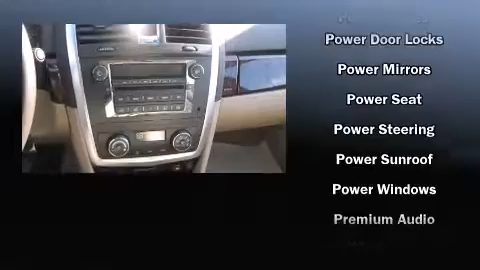 Power Door Locks
Power Mirrors
Power Seat
Power Steering
Power Sunroof
Power Windows
Premium Audio